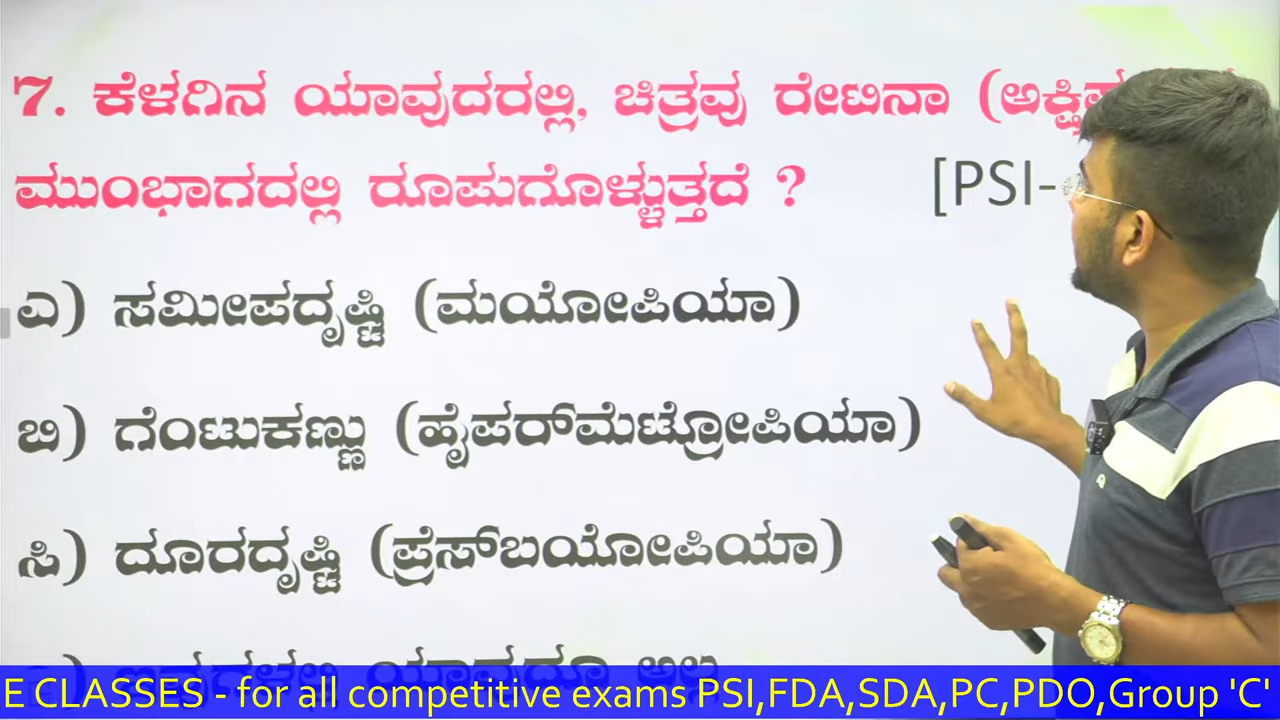 7. ಕೆಳಗಿನ ಯಾವುದರಲ್ಲಿ, ಚಿತ್ರವು ರೇಟಿನಾ
ಮುಂಭಾಗದಲ್ಲಿ ರೂಪುಗೊಳ್ಳುತ್ತದೆ ? [PSI-
ಎ) ಸಮೀಪದೃಷ್ಟಿ (ಮಯೋಪಿಯಾ)
ಬಿ) ಗೆಂಟುಕಣ್ಣು (ಹೈಪರ್‌ಮೆಟ್ರೋಪಿಯಾ)
ಸಿ) ದೂರದೃಷ್ಟಿ (ಪ್ರೆಸ್‌ಬಯೋಪಿಯಾ)
E CLASSES - for all competitive exams PSI,FDA,SDA,PC,PDO,Group 'C'